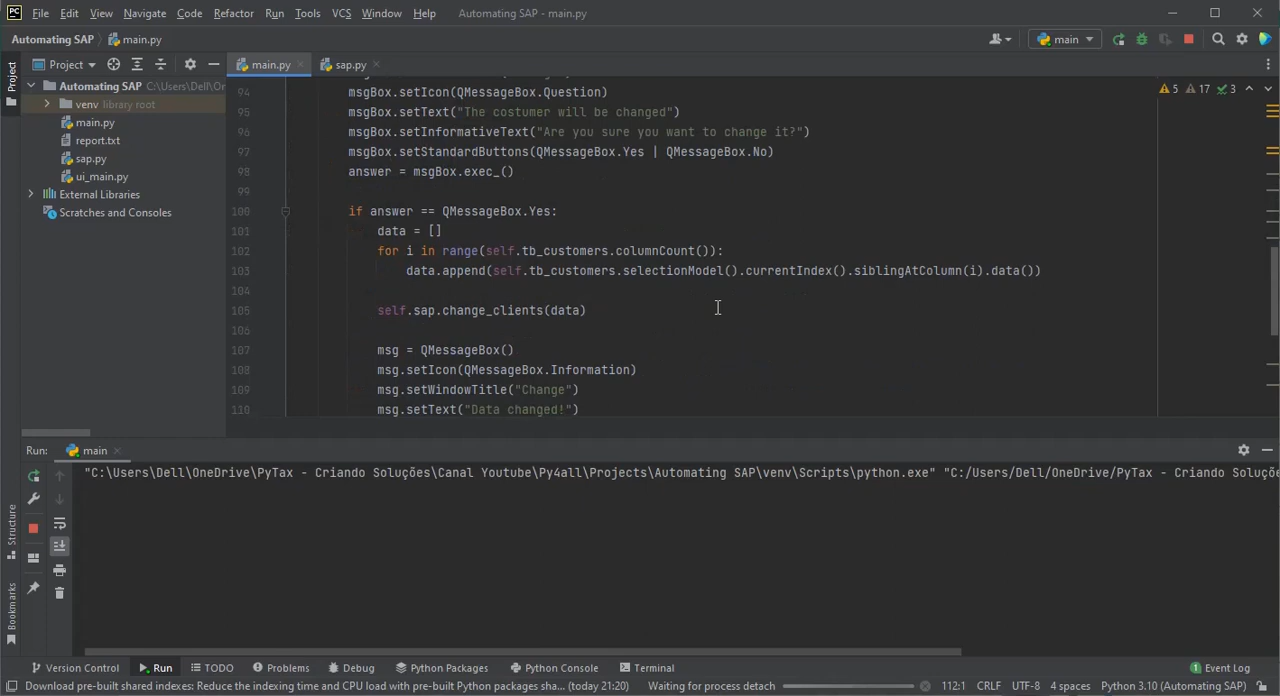 PC File Edit View Navigate Code Refactor Run Tools VCS Window Help Automating SAP - main.py
Automating SAP main.py main
Project main.py sap.py
Project
Automating SAP C:\Users\Dell\On
venv library root
main.py
report.txt
sap.py
ui_main.py
External Libraries
Scratches and Consoles
5 17 3
94 msgBox.setIcon(QMessageBox.Question)
95 msgBox.setText("The costumer will be changed")
96 msgBox.setInformativeText("Are you sure you want to change it?")
97 msgBox.setStandardButtons(QMessageBox.Yes | QMessageBox.No)
98 answer = msgBox.exec_()
99
100 if answer == QMessageBox.Yes:
101 data = []
102 for i in range(self.tb_customers.columnCount()):
103 data.append(self.tb_customers.selectionModel().currentIndex().siblingAtColumn(i).data())
104
105 self.sap.change_clients(data)
106
107 msg = QMessageBox()
108 msg.setIcon(QMessageBox.Information)
109 msg.setWindowTitle("Change")
110 msg.setText("Data changed!")
Run: main
"C:\Users\Dell\OneDrive\PyTax - Criando Soluções\Canal Youtube\Py4all\Projects\Automating SAP\venv\Scripts\python.exe" "C:/Users/Dell/OneDrive/PyTax - Criando Soluç
Structure
Bookmarks
Version Control Run TODO Problems Debug Python Packages Python Console Terminal 1 Event Log
Download pre-built shared indexes: Reduce the indexing time and CPU load with pre-built Python packages sha... (today 21:20) Waiting for process detach 112:1 CRLF UTF-8 4 spaces Python 3.10 (Automating SAP)